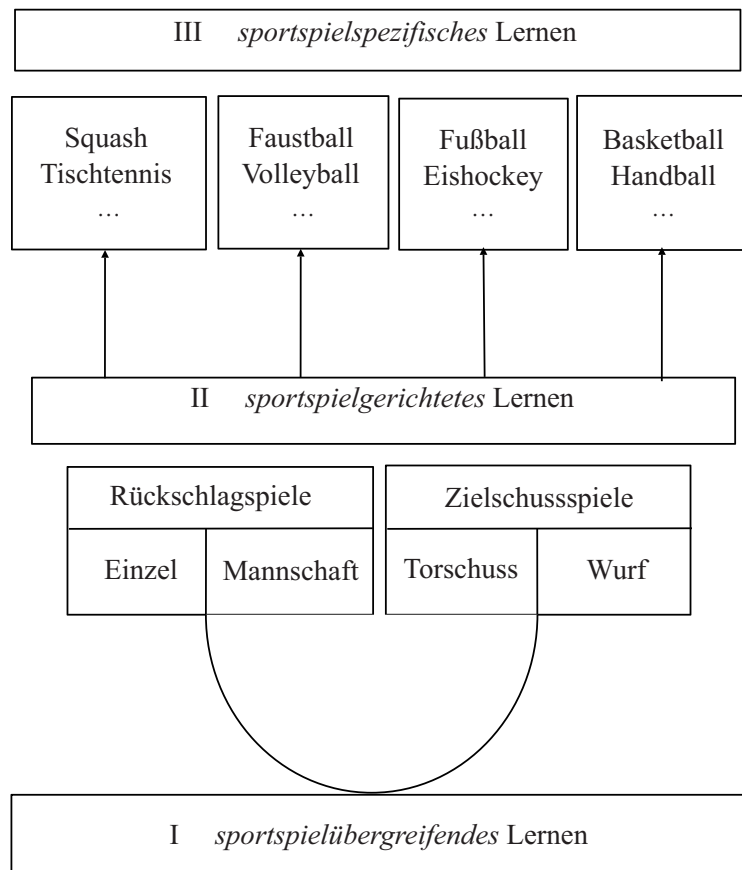 III sportspielspezifisches Lernen
Squash
Tischtennis
…
Faustball
Volleyball
…
Fußball
Eishockey
…
Basketball
Handball
…
II sportspielgerichtetes Lernen
Rückschlagspiele
Zielschussspiele
Einzel
Mannschaft
Torschuss
Wurf
I sportspielübergreifendes Lernen